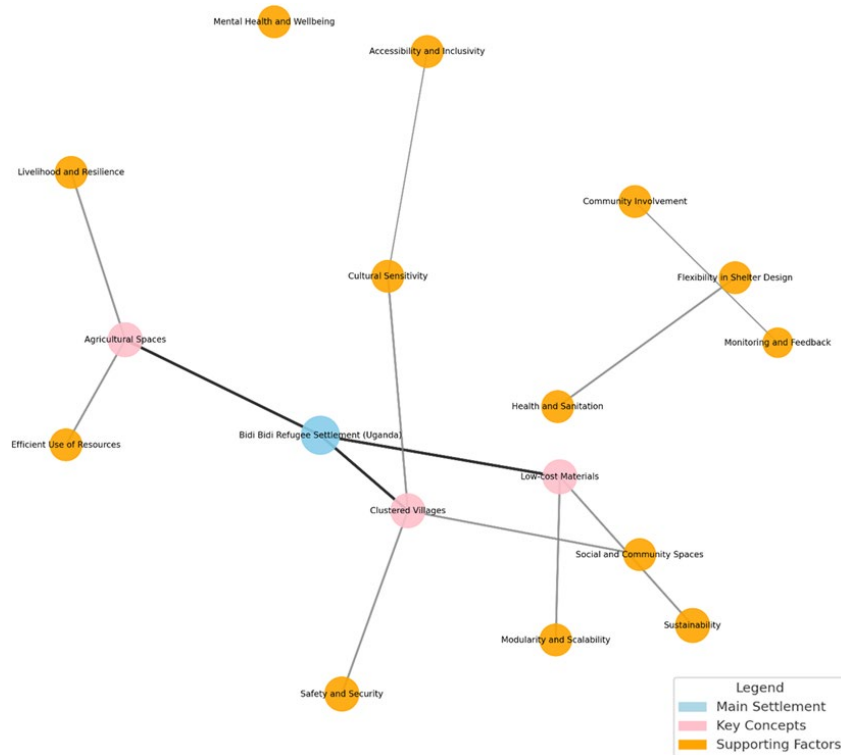 Mental Health and Wellbeing
Accessibility and Inclusivity
Livelihood and Resilience
Community Involvement
Cultural Sensitivity
Flexibility in Shelter Design
Agricultural Spaces
Monitoring and Feedback
Health and Sanitation
Bidi Bidi Refugee Settlement (Uganda)
Efficient Use of Resources
Low-cost Materials
Clustered Villages
Social and Community Spaces
Sustainability
Modularity and Scalability
Safety and Security
Legend
Main Settlement
Key Concepts
Supporting Factors